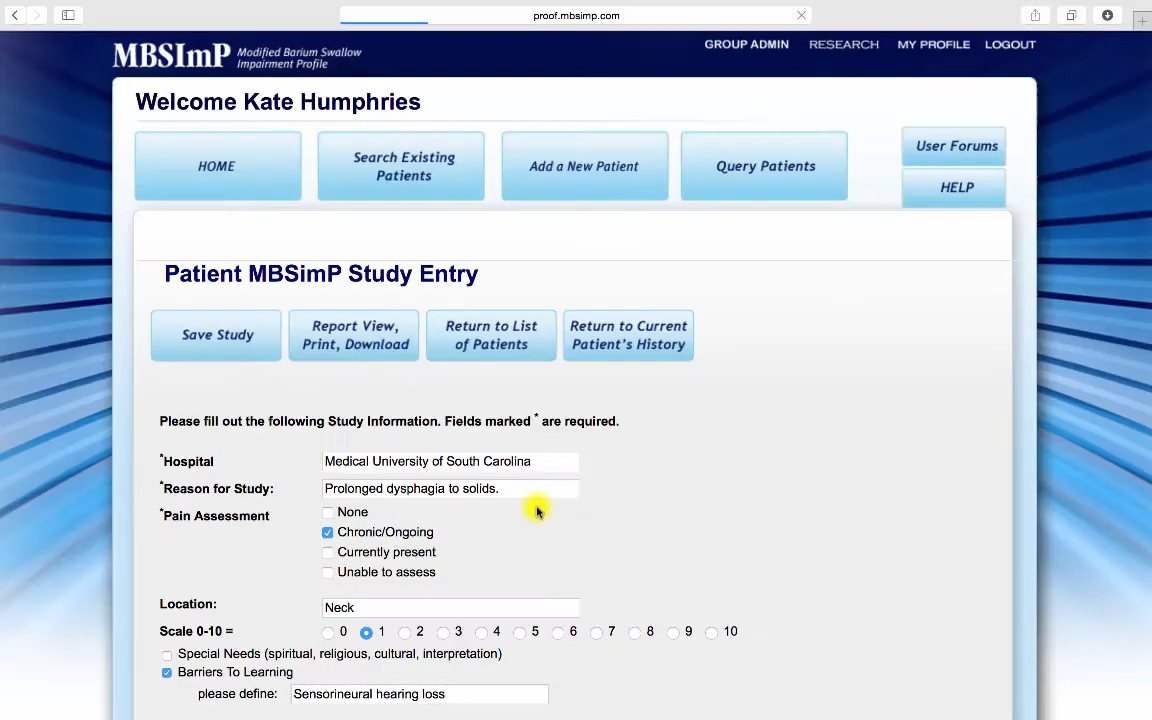 proof.mbsimp.com
MBSImP Modified Barium Swallow
Impairment Profile
GROUP ADMIN RESEARCH MY PROFILE LOGOUT
Welcome Kate Humphries
HOME
Search Existing
Patients
Add a New Patient
Query Patients
User Forums
HELP
Patient MBSimP Study Entry
Save Study
Report View,
Print, Download
Return to List
of Patients
Return to Current
Patient's History
Please fill out the following Study Information. Fields marked * are required.
*Hospital Medical University of South Carolina
*Reason for Study: Prolonged dysphagia to solids.
*Pain Assessment None
Chronic/Ongoing
Currently present
Unable to assess
Location: Neck
Scale 0-10 = 0 1 2 3 4 5 6 7 8 9 10
Special Needs (spiritual, religious, cultural, interpretation)
Barriers To Learning
please define: Sensorineural hearing loss